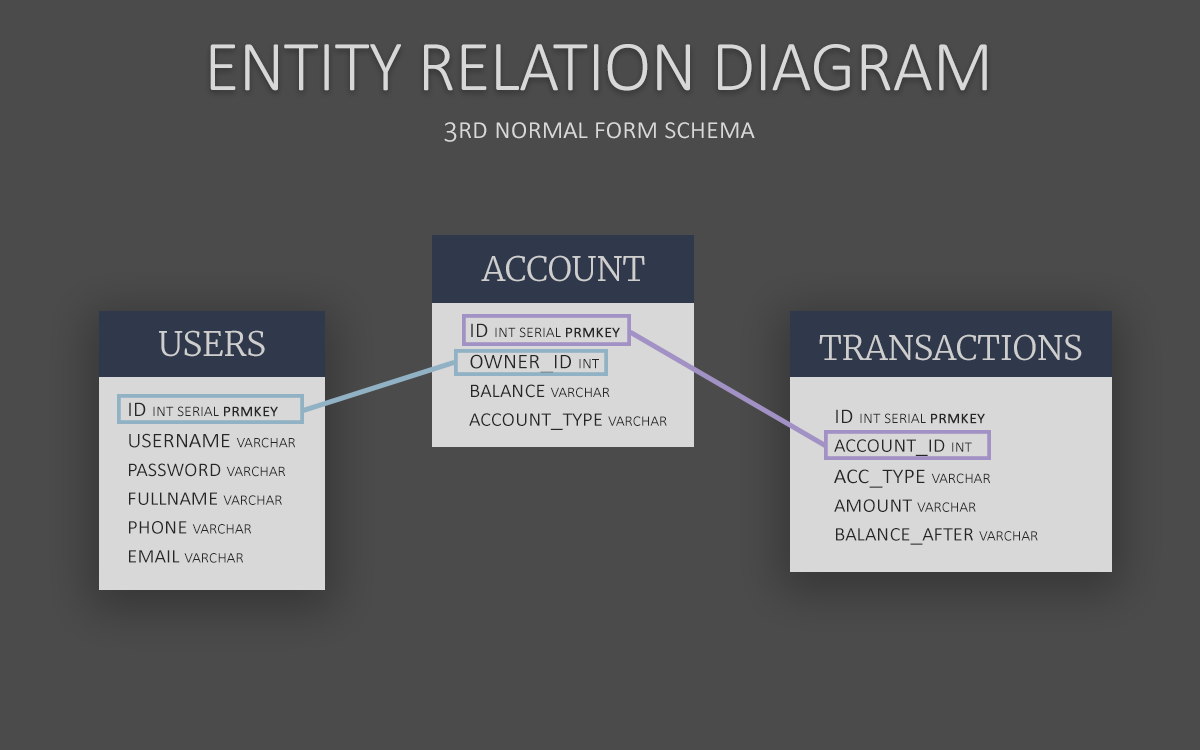 ENTITY RELATION DIAGRAM
3RD NORMAL FORM SCHEMA
USERS
ID INT SERIAL PRMKEY
USERNAME VARCHAR
PASSWORD VARCHAR
FULLNAME VARCHAR
PHONE VARCHAR
EMAIL VARCHAR
ACCOUNT
ID INT SERIAL PRMKEY
OWNER_ID INT
BALANCE VARCHAR
ACCOUNT_TYPE VARCHAR
TRANSACTIONS
ID INT SERIAL PRMKEY
ACCOUNT_ID INT
ACC_TYPE VARCHAR
AMOUNT VARCHAR
BALANCE_AFTER VARCHAR